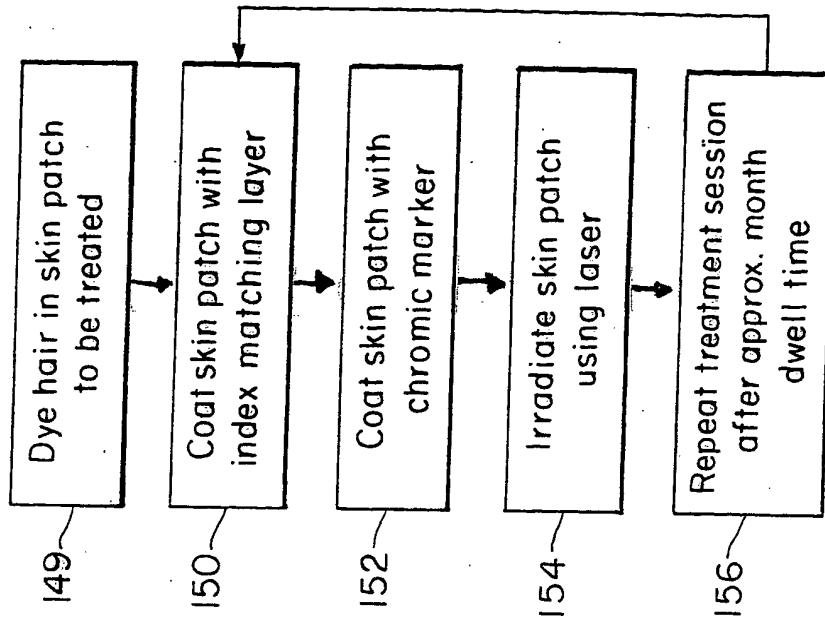 Dye hair in skin patch
to be treated
149
Coat skin patch with
index matching layer
150
Coat skin patch with
chromic marker
152
Irradiate skin patch
using laser
154
Repeat treatment session
after approx. month
dwell time
156